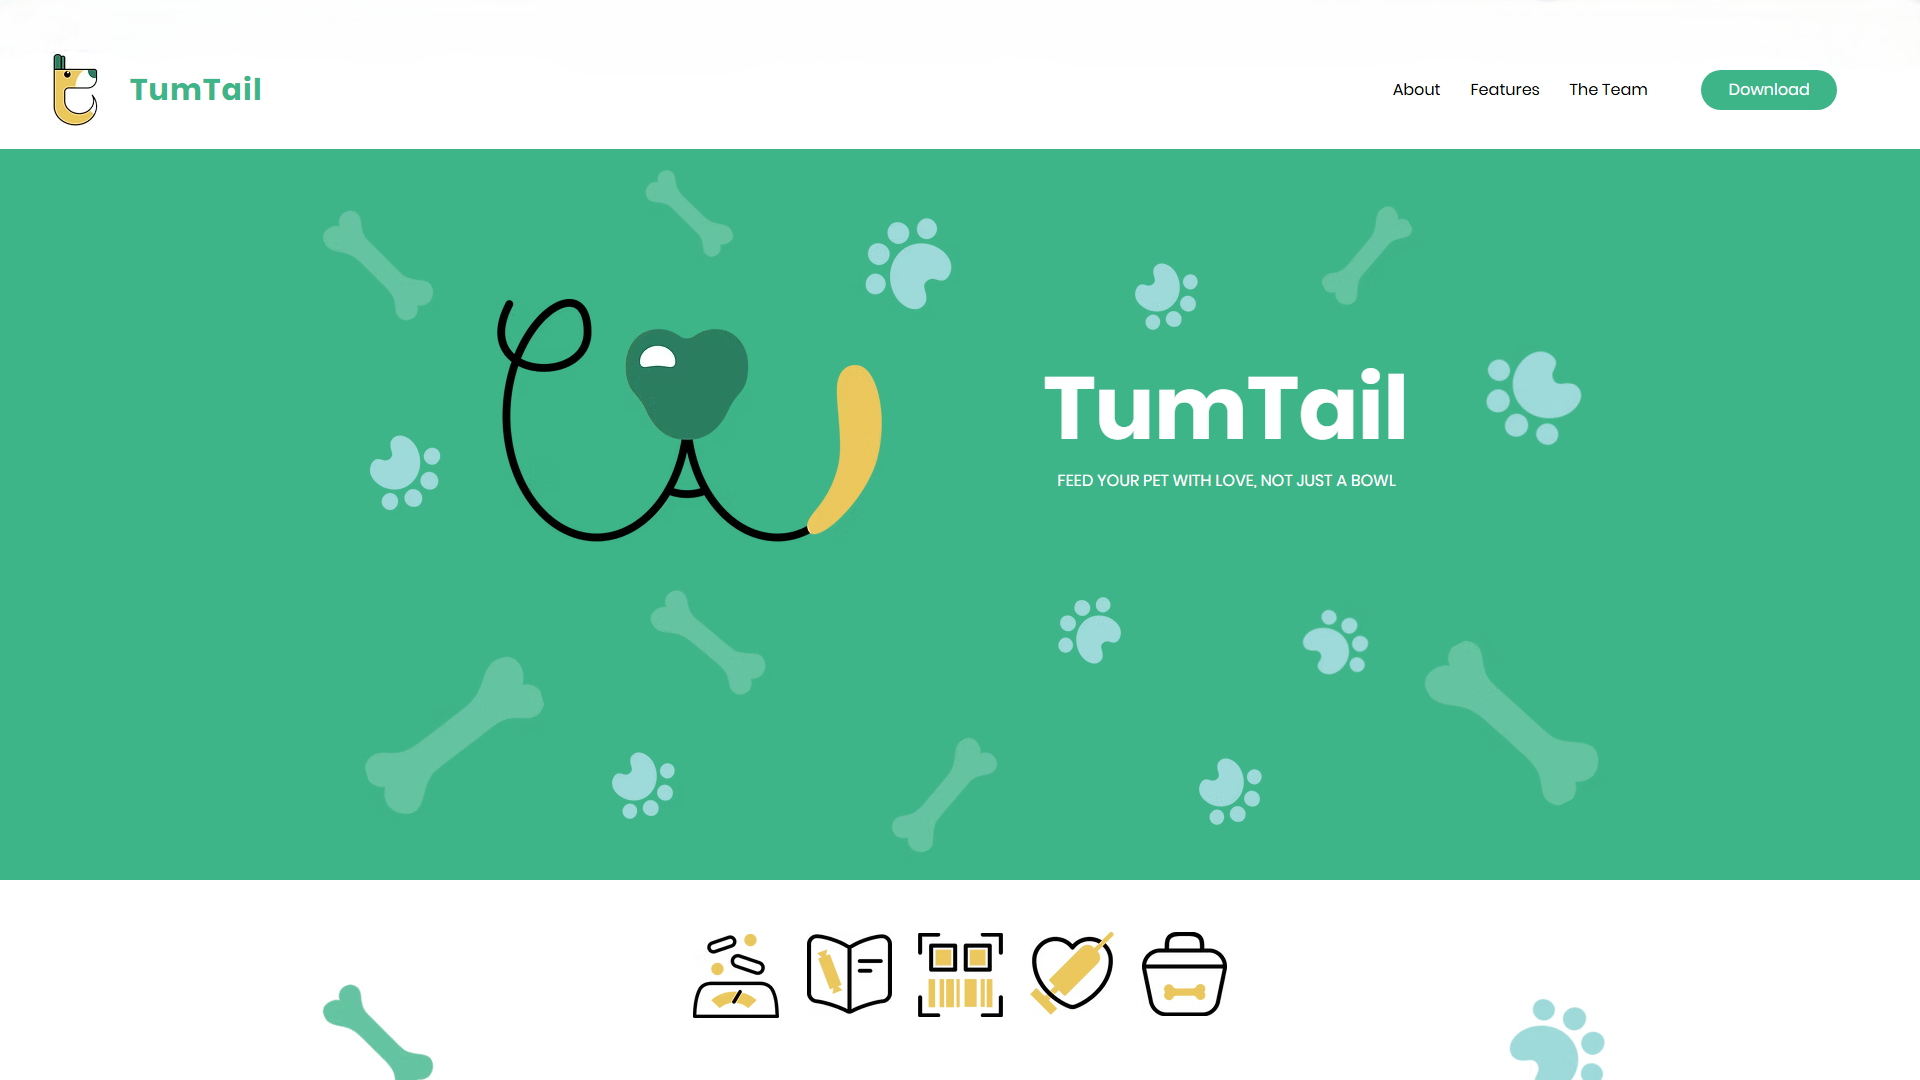 TumTail
About
Features
The Team
Download
TumTail
FEED YOUR PET WITH LOVE, NOT JUST A BOWL